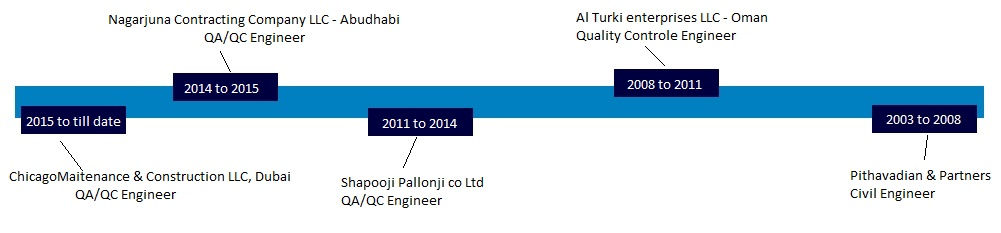 Nagarjuna Contracting Company LLC - Abudhabi
QA/QC Engineer
Al Turki enterprises LLC - Oman
Quality Controle Engineer
2014 to 2015
2008 to 2011
2015 to till date
2011 to 2014
2003 to 2008
ChicagoMaitenance & Construction LLC, Dubai
QA/QC Engineer
Shapooji Pallonji co Ltd
QA/QC Engineer
Pithavadian & Partners
Civil Engineer